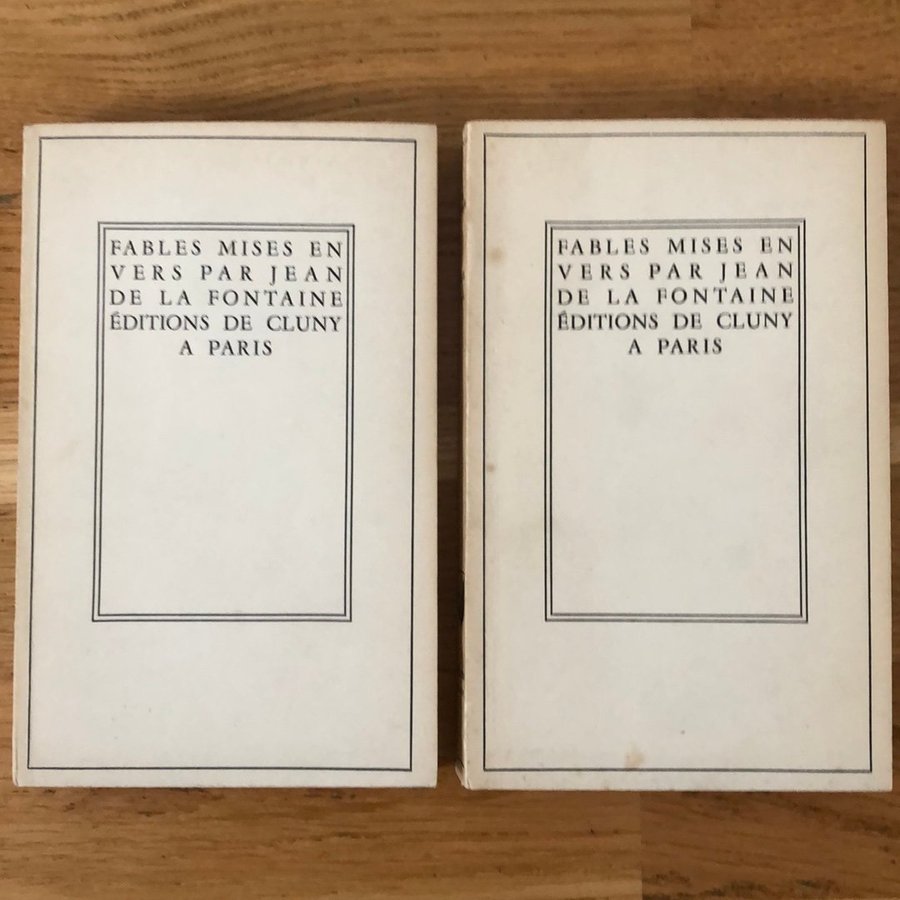 FABLES MISES EN
VERS PAR JEAN
DE LA FONTAINE
ÉDITIONS DE CLUNY
A PARIS
FABLES MISES EN
VERS PAR JEAN
DE LA FONTAINE
ÉDITIONS DE CLUNY
A PARIS